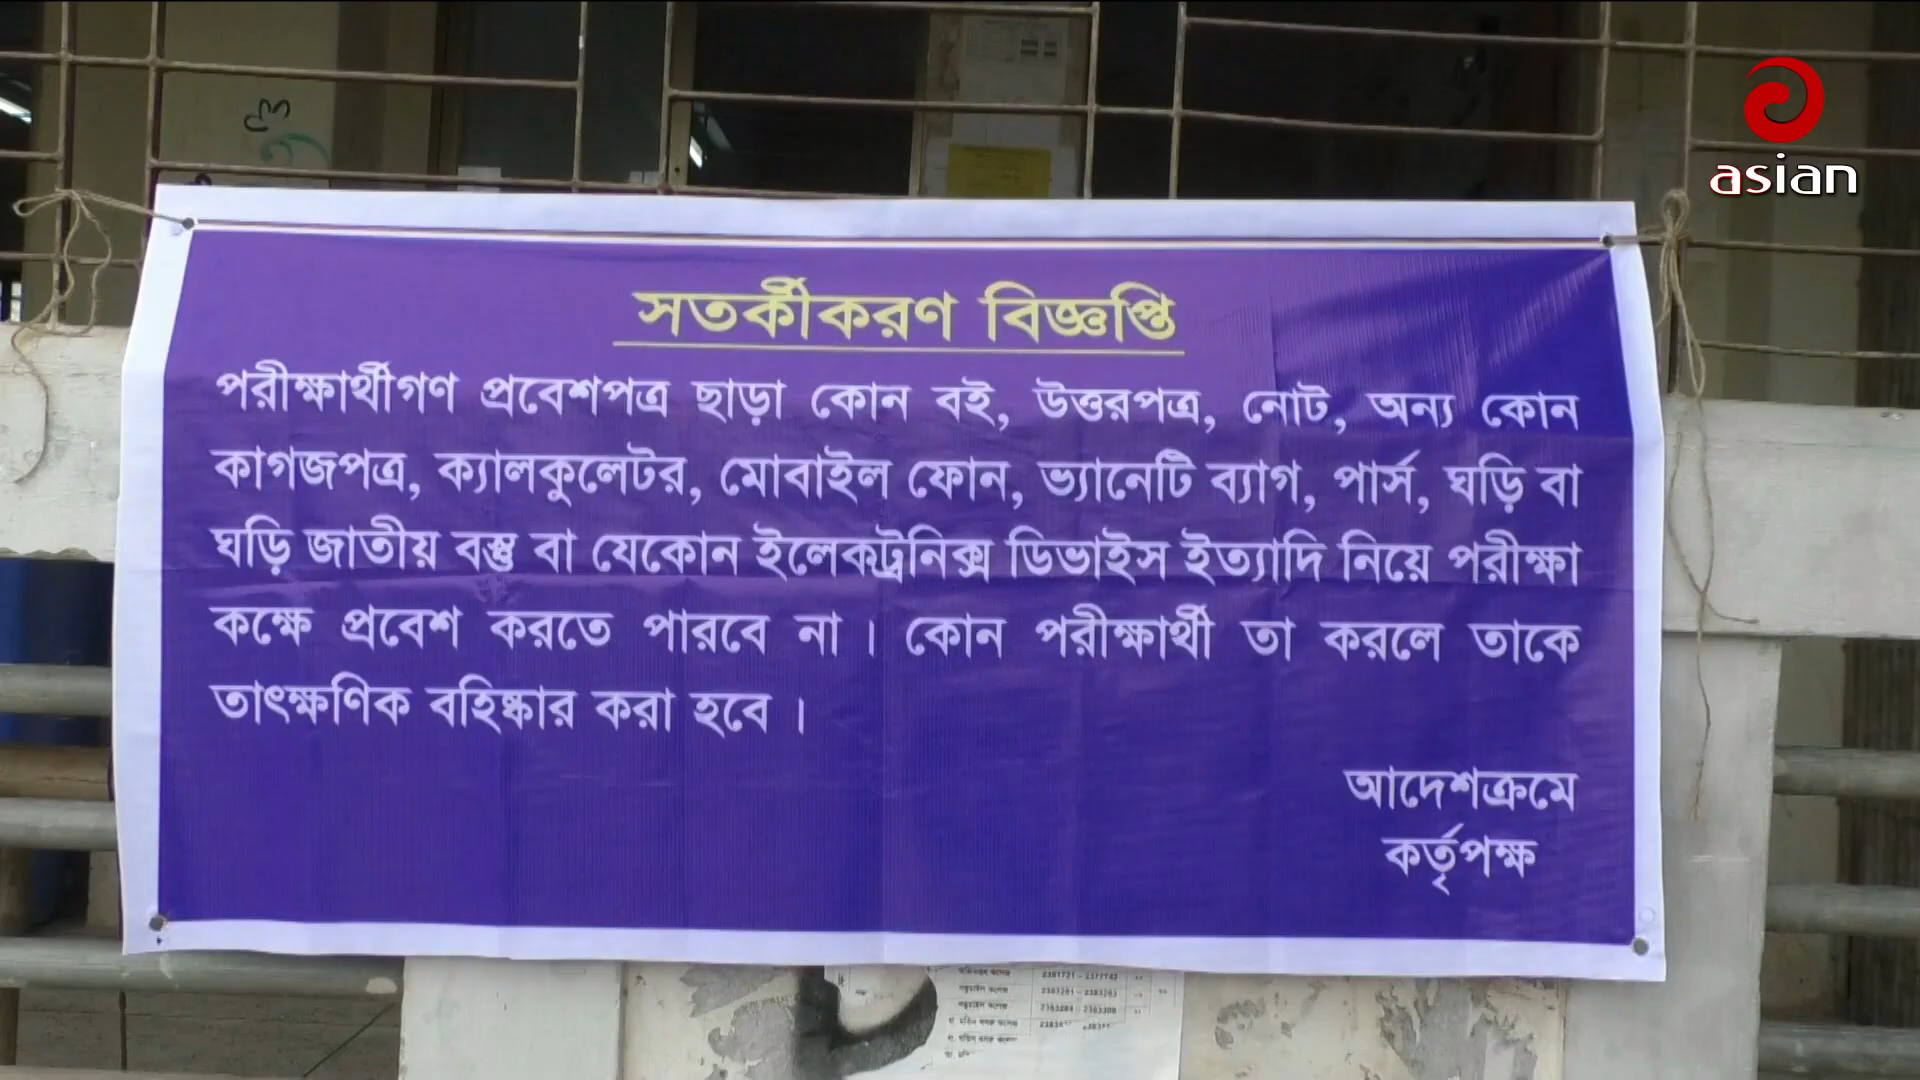 asian
সতর্কীকরণ বিজ্ঞপ্তি
পরীক্ষার্থীগণ প্রবেশপত্র ছাড়া কোন বই, উত্তরপত্র, নোট, অন্য কোন
কাগজপত্র, ক্যালকুলেটর, মোবাইল ফোন, ভ্যানেটি ব্যাগ, পার্স, ঘড়ি বা
ঘড়ি জাতীয় বস্তু বা যেকোন ইলেকট্রনিক্স ডিভাইস ইত্যাদি নিয়ে পরীক্ষা
কক্ষে প্রবেশ করতে পারবে না। কোন পরীক্ষার্থী তা করলে তাকে
তাৎক্ষণিক বহিষ্কার করা হবে।
আদেশক্রমে
কর্তৃপক্ষ